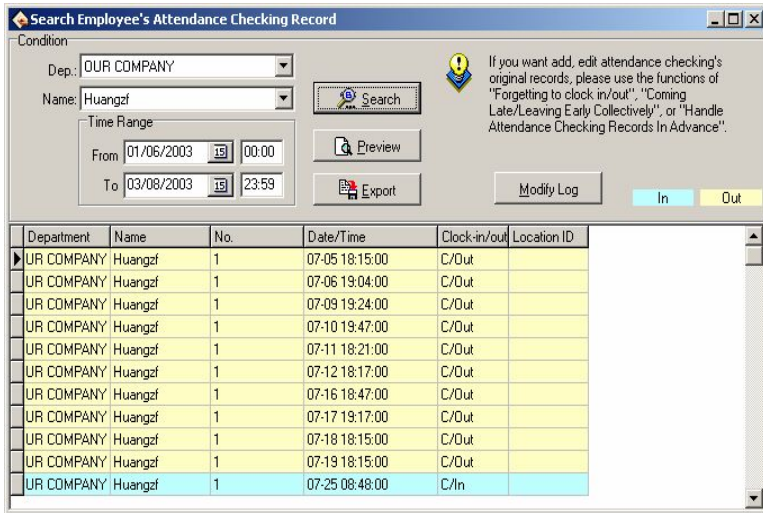 Search Employee's Attendance Checking Record
Condition
Dep.: OUR COMPANY
Name: Huangzf
Time Range
From 01/06/2003 15 00:00
To 03/08/2003 15 23:59
Search
Preview
Export
If you want add, edit attendance checking's
original records, please use the functions of
"Forgetting to clock in/out", "Coming
Late/Leaving Early Collectively", or "Handle
Attendance Checking Records In Advance".
Modify Log
In Out
Department Name No. Date/Time Clock-in/out Location ID
UR COMPANY Huangzf 1 07-05 18:15:00 C/Out
UR COMPANY Huangzf 1 07-06 19:04:00 C/Out
UR COMPANY Huangzf 1 07-09 19:24:00 C/Out
UR COMPANY Huangzf 1 07-10 19:47:00 C/Out
UR COMPANY Huangzf 1 07-11 18:21:00 C/Out
UR COMPANY Huangzf 1 07-12 18:17:00 C/Out
UR COMPANY Huangzf 1 07-16 18:47:00 C/Out
UR COMPANY Huangzf 1 07-17 19:17:00 C/Out
UR COMPANY Huangzf 1 07-18 18:15:00 C/Out
UR COMPANY Huangzf 1 07-19 18:15:00 C/Out
UR COMPANY Huangzf 1 07-25 08:48:00 C/In